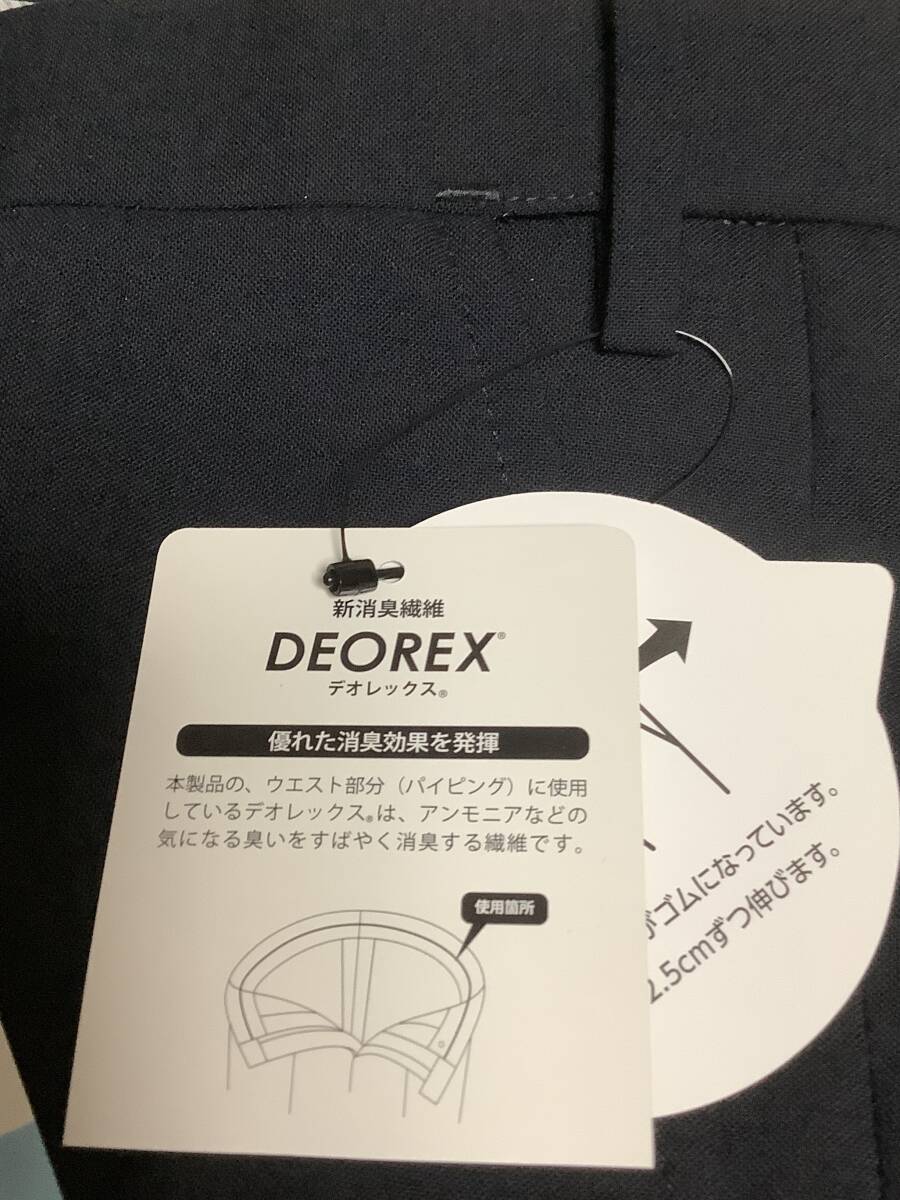 新消臭繊維
DEOREX®
デオレックス®
優れた消臭効果を発揮
本製品の、ウエスト部分（パイピング）に使用
しているデオレックス®は、アンモニアなどの
気になる臭いをすばやく消臭する繊維です。
使用箇所
がゴムになっています。
2.5cmずつ伸びます。